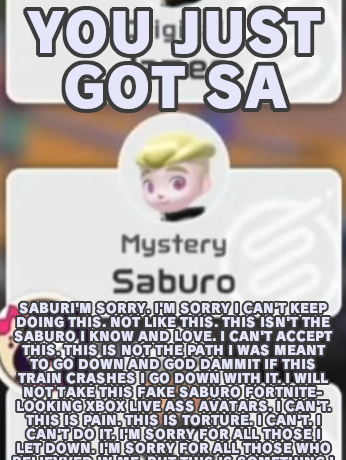 YOU JUST
GOT SA
Mystery
Saburo
SABURI'M SORRY. I'M SORRY I CAN'T KEEP
DOING THIS. NOT LIKE THIS. THIS ISN'T THE
SABURO I KNOW AND LOVE. I CAN'T ACCEPT
THIS. THIS IS NOT THE PATH I WAS MEANT
TO GO DOWN AND GOD DAMMIT IF THIS
TRAIN CRASHES I GO DOWN WITH IT. I WILL
NOT TAKE THIS FAKE SABURO FORTNITE-
LOOKING XBOX LIVE ASS AVATARS. I CAN'T.
THIS IS PAIN. THIS IS TORTURE. I CAN'T. I
CAN'T DO IT. I'M SORRY FOR ALL THOSE I
LET DOWN. I'M SORRY FOR ALL THOSE WHO